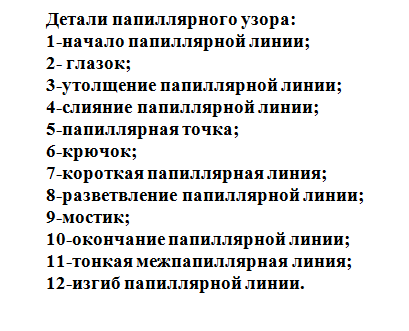 Детали папиллярного узора:
1-начало папиллярной линии;
2- глазок;
3-утолщение папиллярной линии;
4-слияние папиллярной линии;
5-папиллярная точка;
6-крючок;
7-короткая папиллярная линия;
8-разветвление папиллярной линии;
9-мостик;
10-окончание папиллярной линии;
11-тонкая межпапиллярная линия;
12-изгиб папиллярной линии.